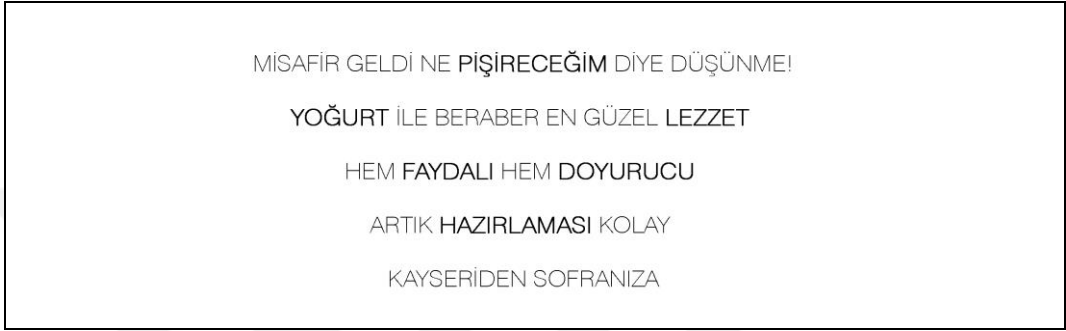 MİSAFİR GELDİ NE PİŞİRECEĞİM DİYE DÜŞÜNME!
YOĞURT İLE BERABER EN GÜZEL LEZZET
HEM FAYDALI HEM DOYURUCU
ARTIK HAZIRLAMASI KOLAY
KAYSERİDEN SOFRANIZA